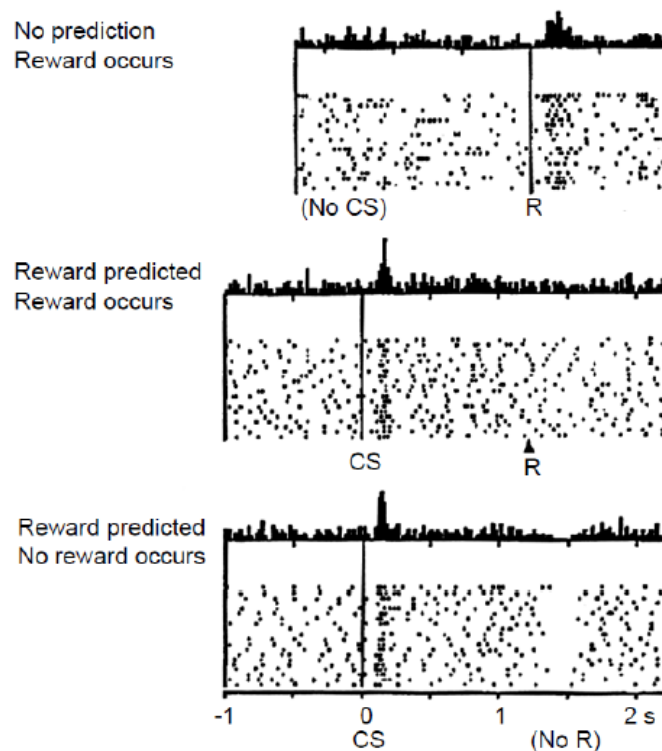 No prediction
Reward occurs
(No CS) R
Reward predicted
Reward occurs
CS R
Reward predicted
No reward occurs
-1 0 1 2 s
CS (No R)